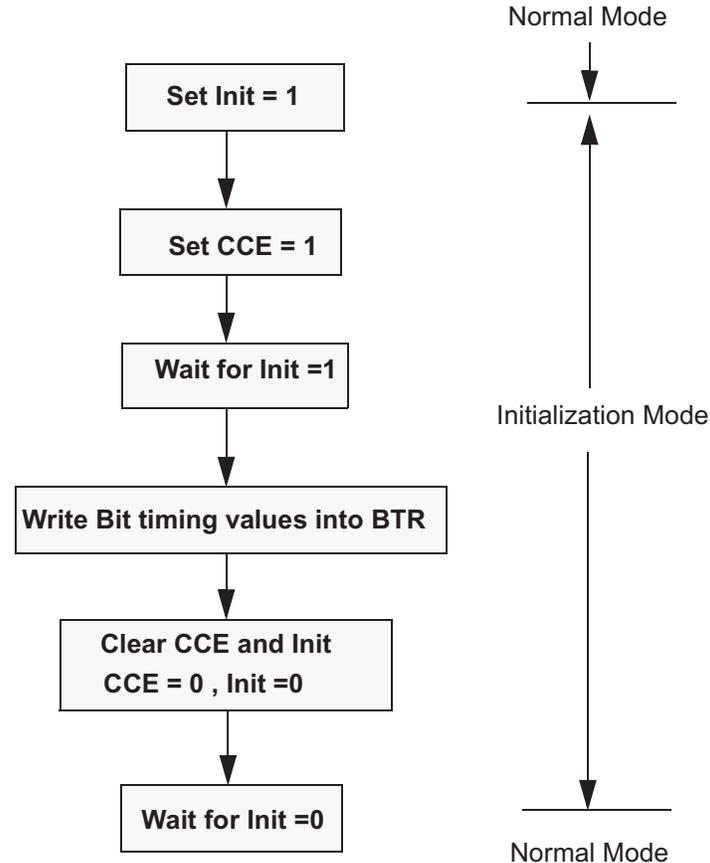 Normal Mode
Set Init = 1
Set CCE = 1
Wait for Init =1
Initialization Mode
Write Bit timing values into BTR
Clear CCE and Init
CCE = 0 , Init =0
Wait for Init =0
Normal Mode